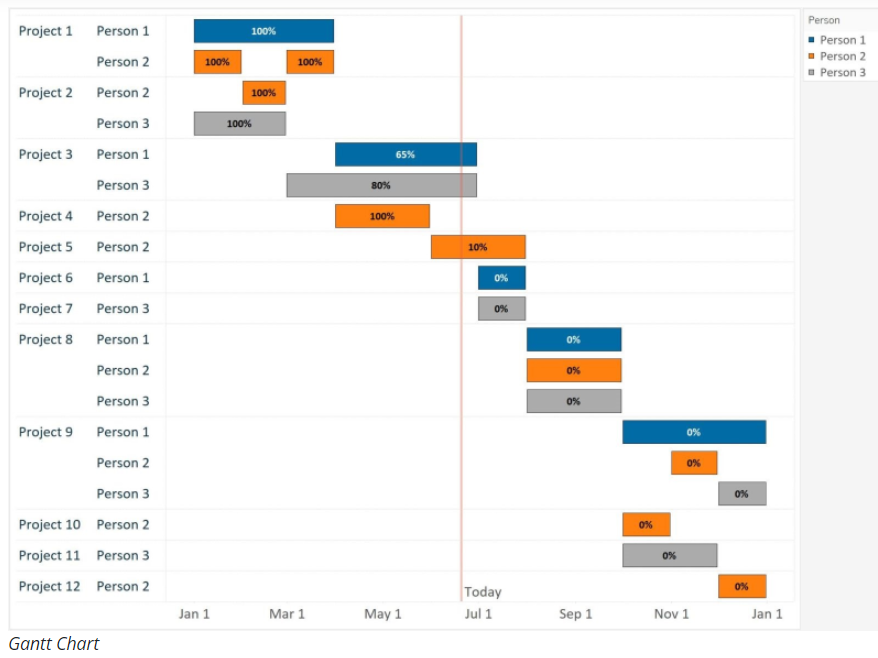 Person
Person 1
Person 2
Person 3
Project 1 Person 1 100%
Person 2 100% 100%
Project 2 Person 2 100%
Person 3 100%
Project 3 Person 1 65%
Person 3 80%
Project 4 Person 2 100%
Project 5 Person 2 10%
Project 6 Person 1 0%
Project 7 Person 3 0%
Project 8 Person 1 0%
Person 2 0%
Person 3 0%
Project 9 Person 1 0%
Person 2 0%
Person 3 0%
Project 10 Person 2 0%
Project 11 Person 3 0%
Project 12 Person 2 0%
Today
Jan 1 Mar 1 May 1 Jul 1 Sep 1 Nov 1 Jan 1
Gantt Chart